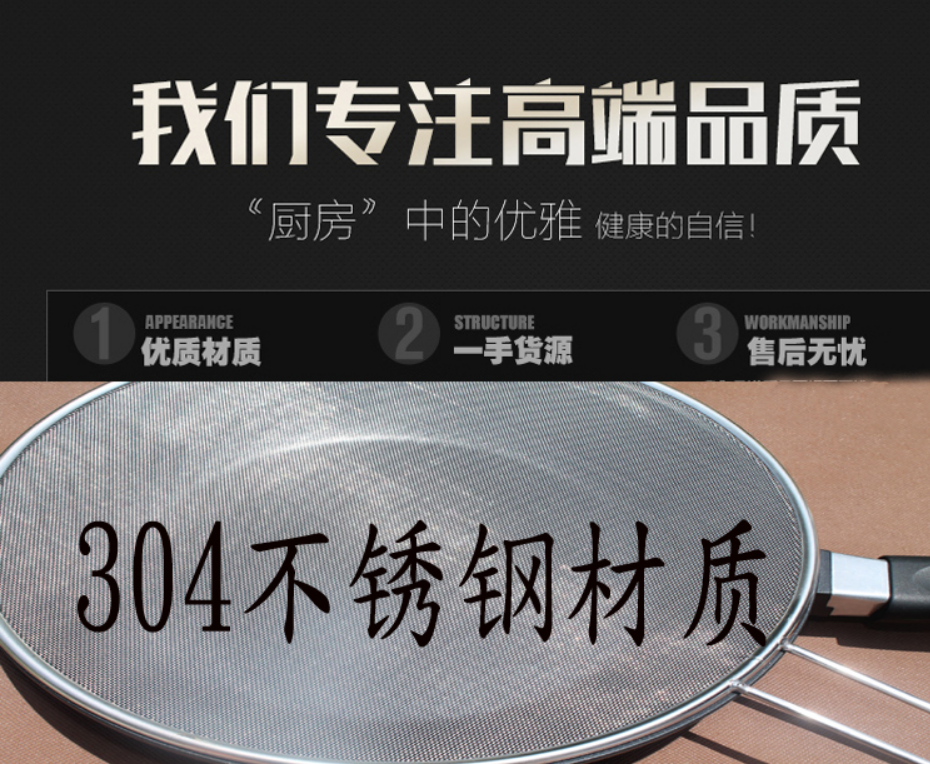 我们专注高端品质
“厨房”中的优雅 健康的自信！
1 APPEARANCE 优质材质
2 STRUCTURE 一手货源
3 WORKMANSHIP 售后无忧
304不锈钢材质